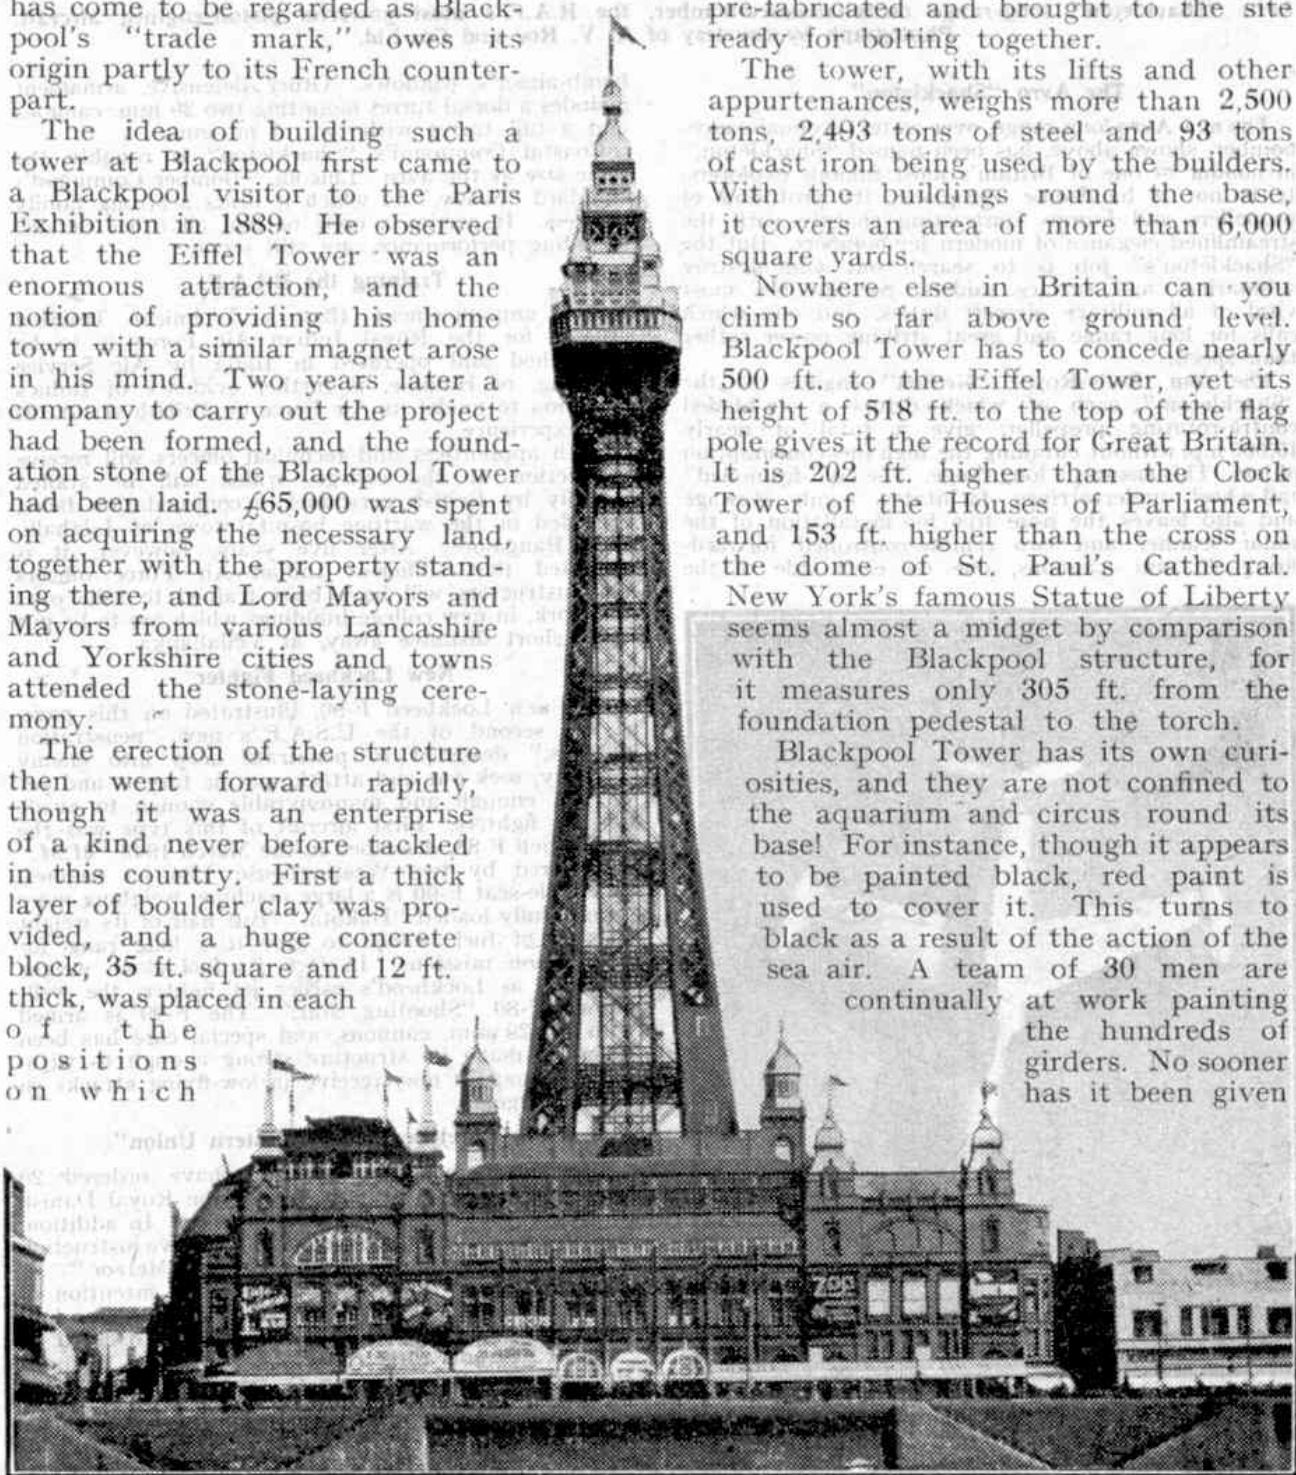 has come to be regarded as Black-
pool's "trade mark," owes its
origin partly to its French counter-
part.
The idea of building such a
tower at Blackpool first came to
a Blackpool visitor to the Paris
Exhibition in 1889. He observed
that the Eiffel Tower was an
enormous attraction, and the
notion of providing his home
town with a similar magnet arose
in his mind. Two years later a
company to carry out the project
had been formed, and the found-
ation stone of the Blackpool Tower
had been laid. £65,000 was spent
on acquiring the necessary land,
together with the property stand-
ing there, and Lord Mayors and
Mayors from various Lancashire
and Yorkshire cities and towns
attended the stone-laying cere-
mony.
The erection of the structure
then went forward rapidly,
though it was an enterprise
of a kind never before tackled
in this country. First a thick
layer of boulder clay was pro-
vided, and a huge concrete
block, 35 ft. square and 12 ft.
thick, was placed in each
of the
positions
on which
pre-fabricated and brought to the site
ready for bolting together.
The tower, with its lifts and other
appurtenances, weighs more than 2,500
tons, 2,493 tons of steel and 93 tons
of cast iron being used by the builders.
With the buildings round the base,
it covers an area of more than 6,000
square yards.
Nowhere else in Britain can you
climb so far above ground level.
Blackpool Tower has to concede nearly
500 ft. to the Eiffel Tower, yet its
height of 518 ft. to the top of the flag
pole gives it the record for Great Britain.
It is 202 ft. higher than the Clock
Tower of the Houses of Parliament,
and 153 ft. higher than the cross on
the dome of St. Paul's Cathedral.
New York's famous Statue of Liberty
seems almost a midget by comparison
with the Blackpool structure, for
it measures only 305 ft. from the
foundation pedestal to the torch.
Blackpool Tower has its own curi-
osities, and they are not confined to
the aquarium and circus round its
base! For instance, though it appears
to be painted black, red paint is
used to cover it. This turns to
black as a result of the action of the
sea air. A team of 30 men are
continually at work painting
the hundreds of
girders. No sooner
has it been given
ZOO
CIRCUS